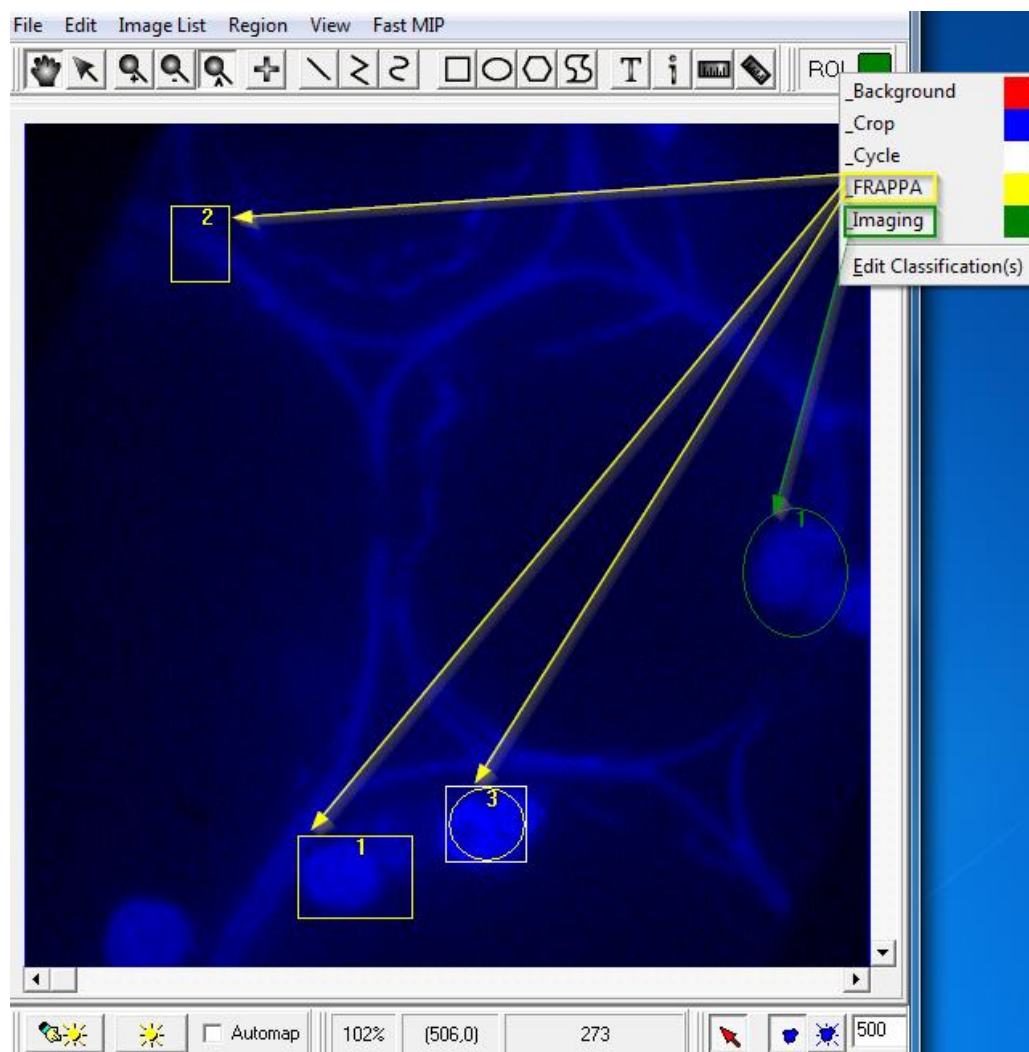 File Edit Image List Region View Fast MIP
T i ROI
_Background
_Crop
_Cycle
_FRAPPA
_Imaging
Edit Classification(s)
2
1
3
1
Automap 102% (506,0) 273 500